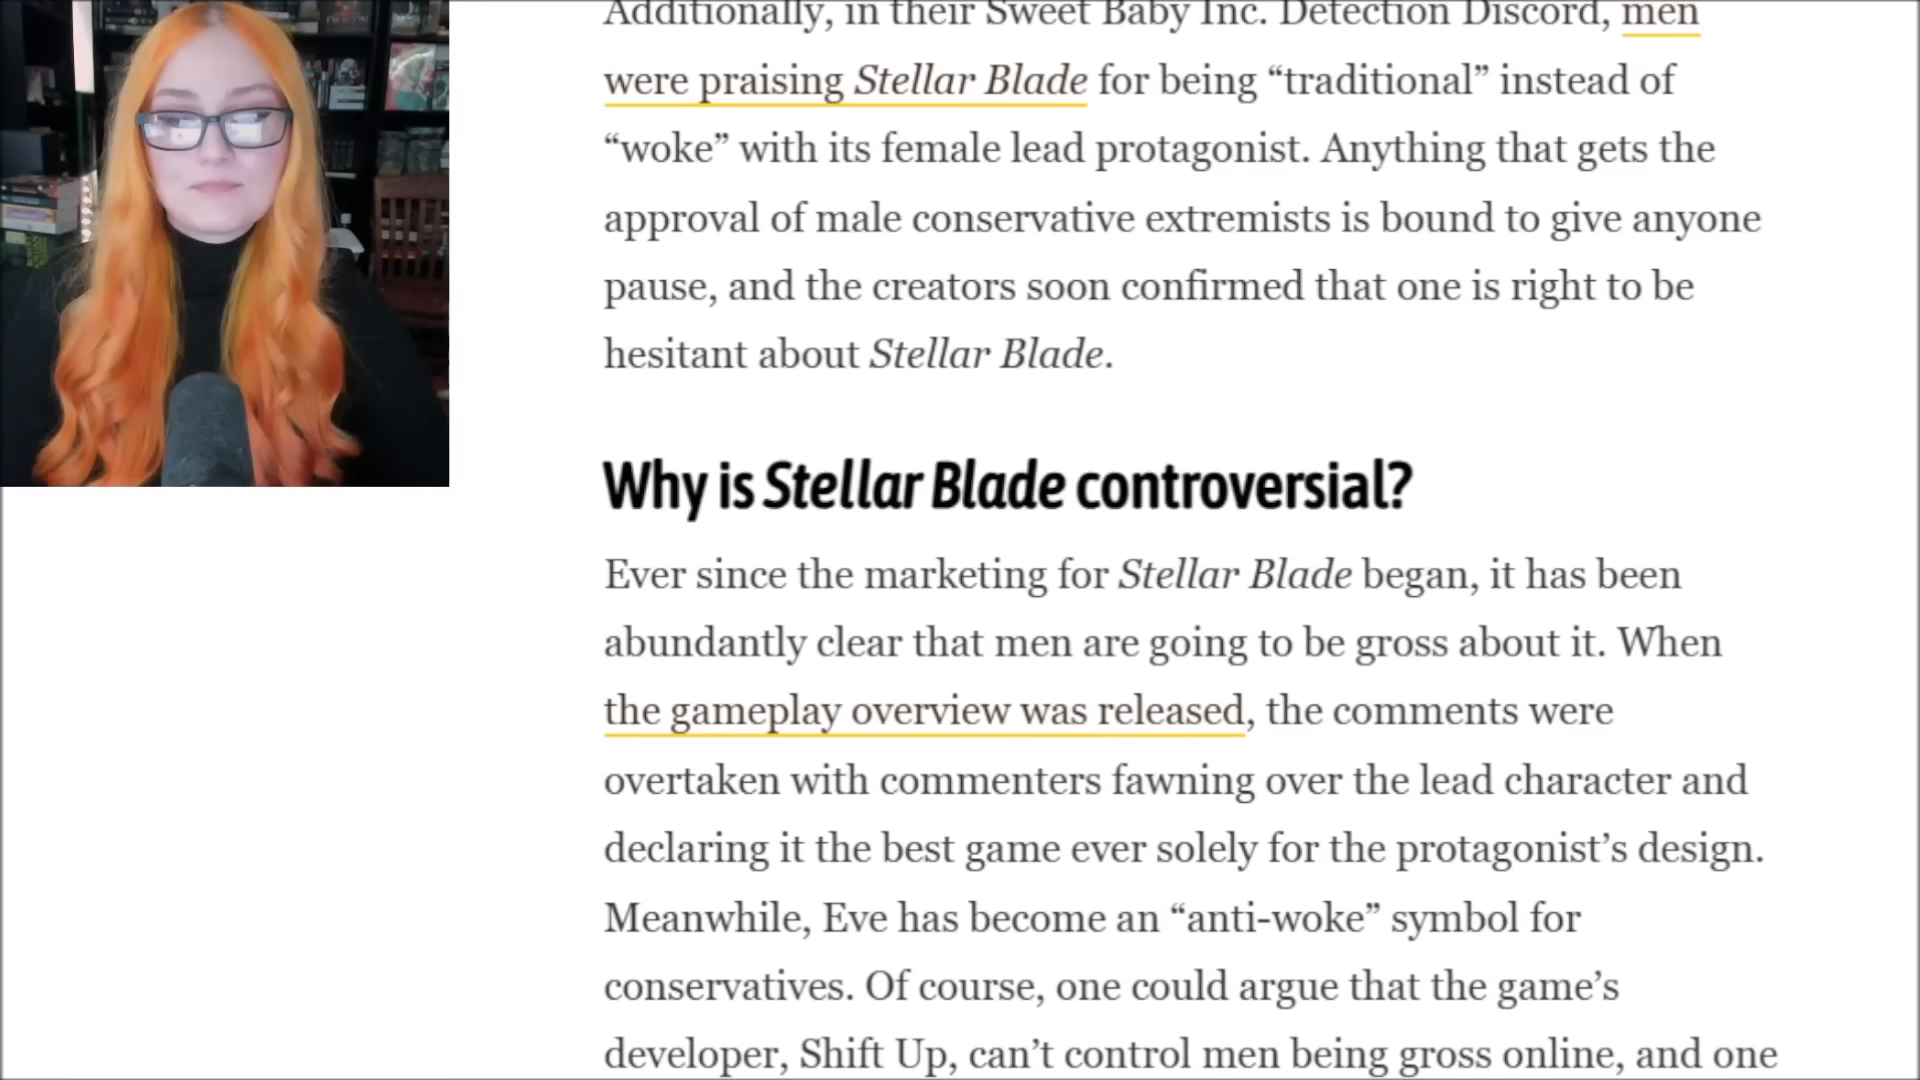 Additionally, in their Sweet Baby Inc. Detection Discord, men
were praising Stellar Blade for being “traditional” instead of
“woke” with its female lead protagonist. Anything that gets the
approval of male conservative extremists is bound to give anyone
pause, and the creators soon confirmed that one is right to be
hesitant about Stellar Blade.
Why is Stellar Blade controversial?
Ever since the marketing for Stellar Blade began, it has been
abundantly clear that men are going to be gross about it. When
the gameplay overview was released, the comments were
overtaken with commenters fawning over the lead character and
declaring it the best game ever solely for the protagonist’s design.
Meanwhile, Eve has become an “anti-woke” symbol for
conservatives. Of course, one could argue that the game’s
developer, Shift Up, can’t control men being gross online, and one